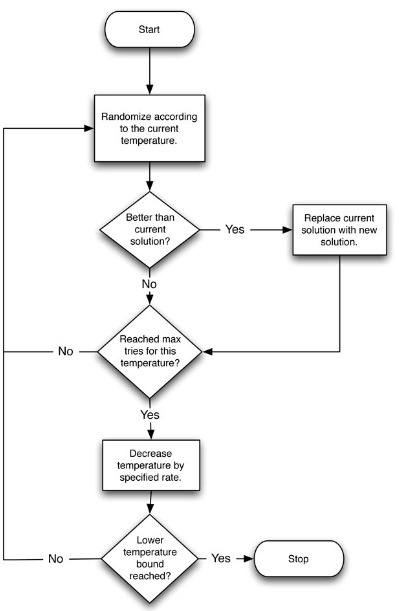 Start
Randomize according
to the current
temperature.
Better than
current
solution?
Yes
Replace current
solution with new
solution.
No
Reached max
tries for this
temperature?
No
Yes
Decrease
temperature by
specified rate.
Lower
temperature
bound
reached?
No
Yes
Stop